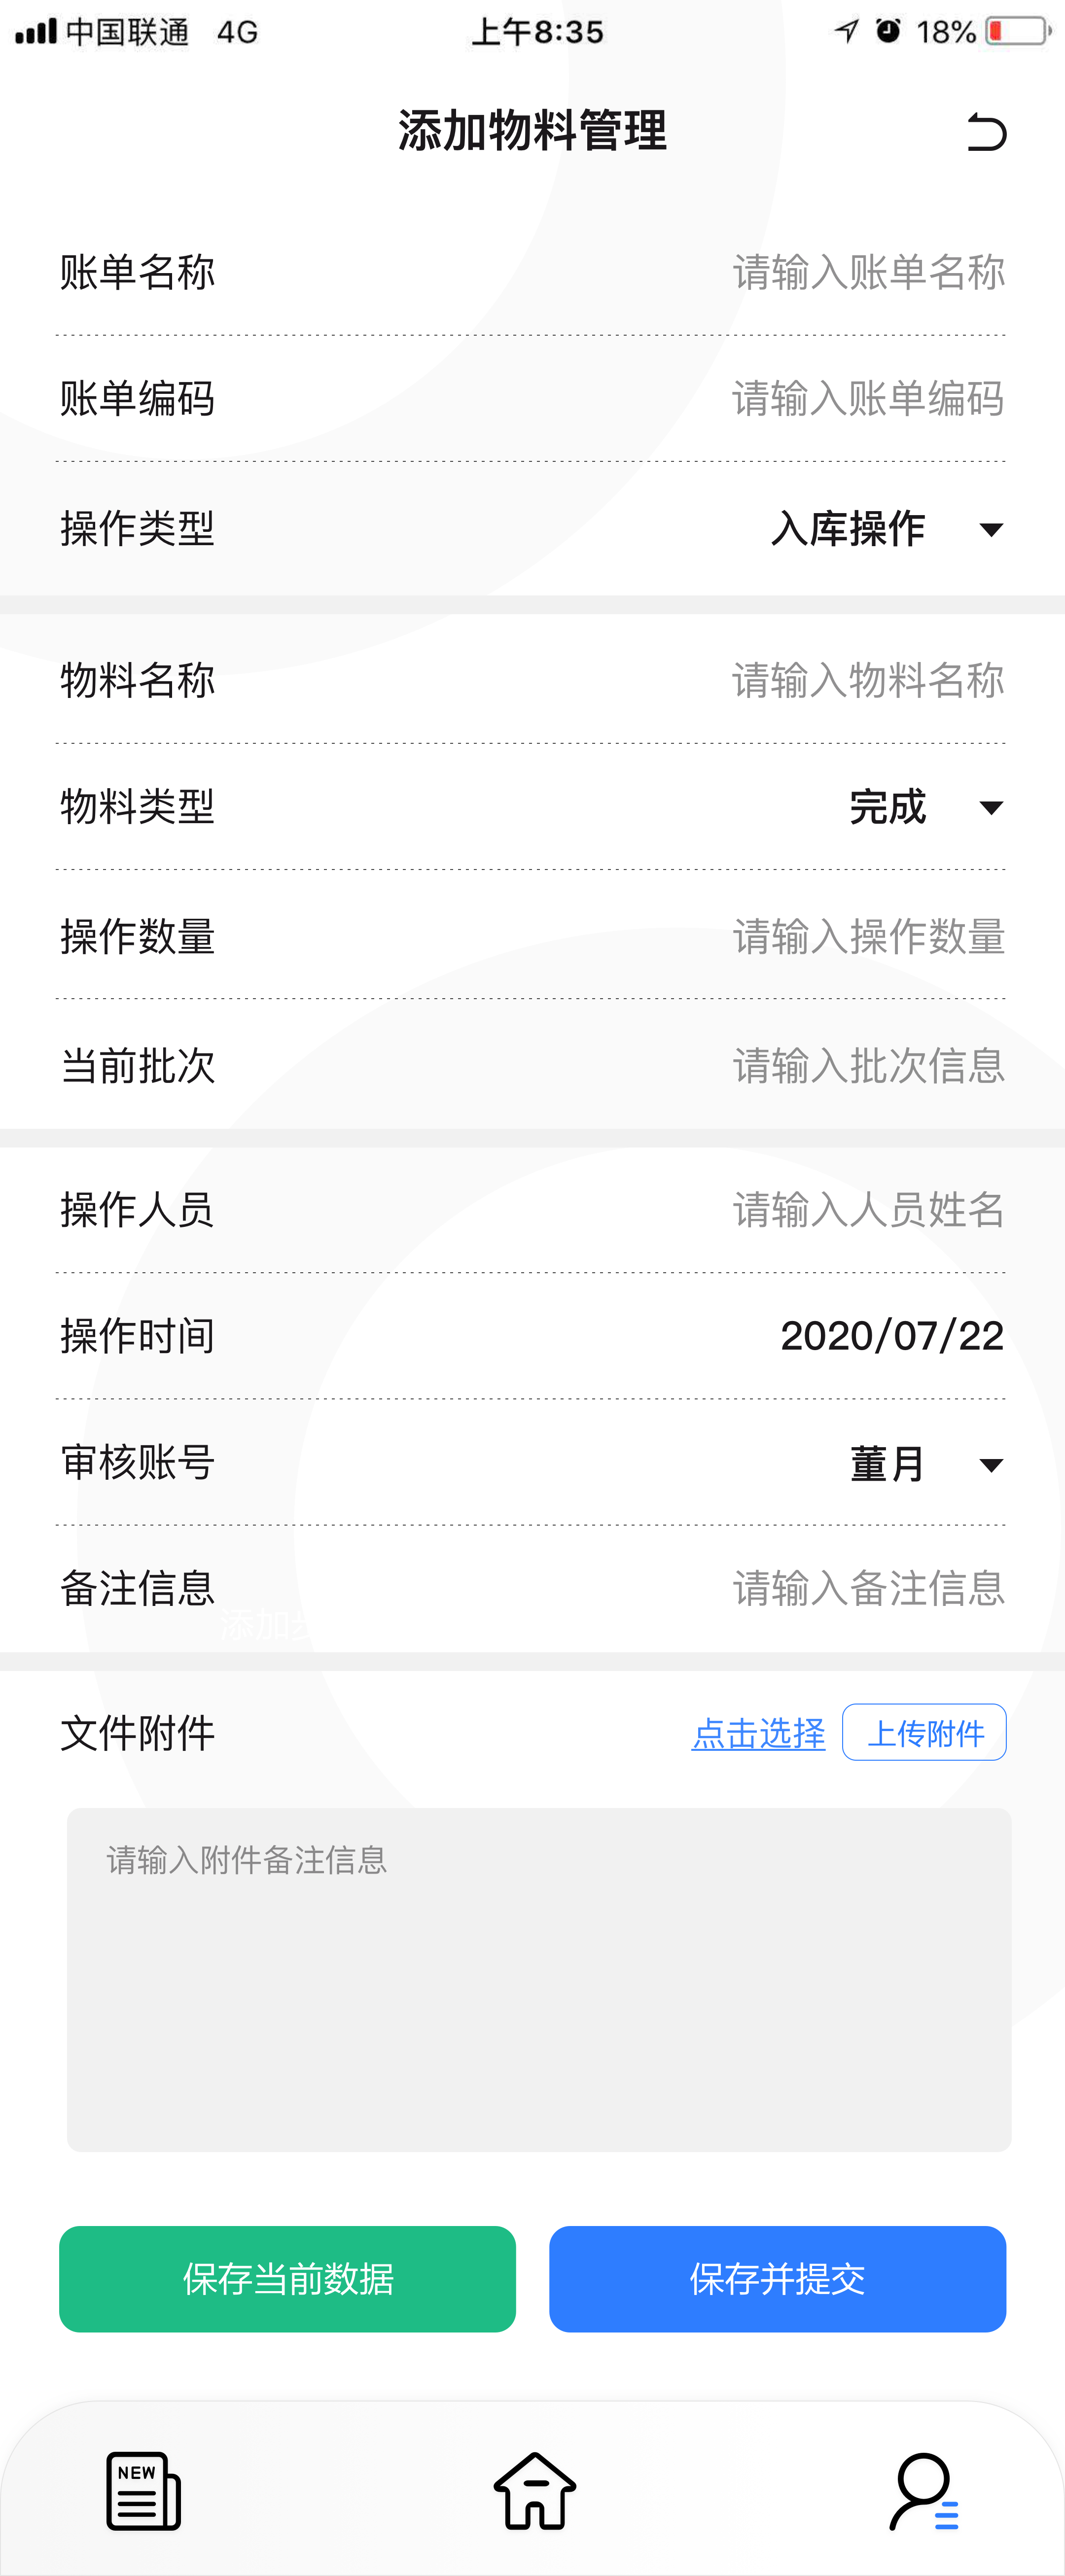 中国联通 4G 上午8:35 18%
添加物料管理
账单名称 请输入账单名称
账单编码 请输入账单编码
操作类型 入库操作
物料名称 请输入物料名称
物料类型 完成
操作数量 请输入操作数量
当前批次 请输入批次信息
操作人员 请输入人员姓名
操作时间 2020/07/22
审核账号 董月
备注信息 请输入备注信息
添加
文件附件 点击选择 上传附件
请输入附件备注信息
保存当前数据 保存并提交
NEW